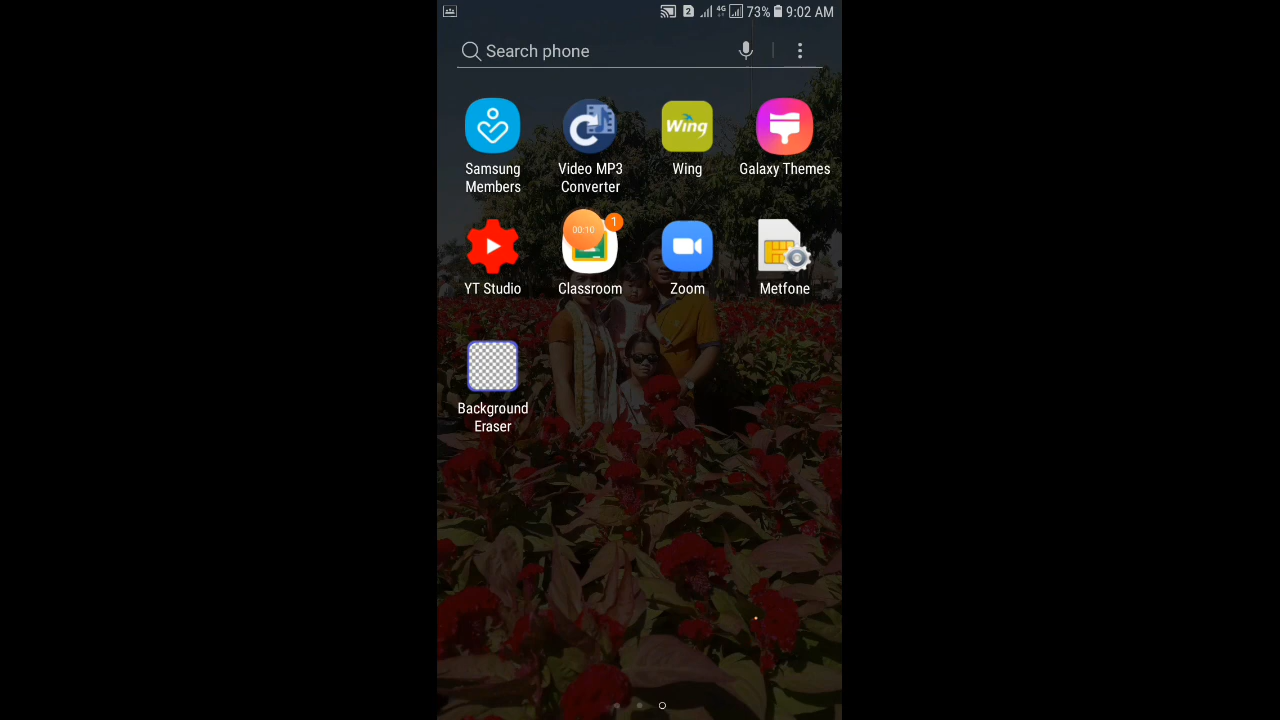 2 4G 73% 9:02 AM
Search phone
Wing
Samsung Members
Video MP3 Converter
Wing
Galaxy Themes
00:10
1
YT Studio
Classroom
Zoom
Metfone
Background Eraser